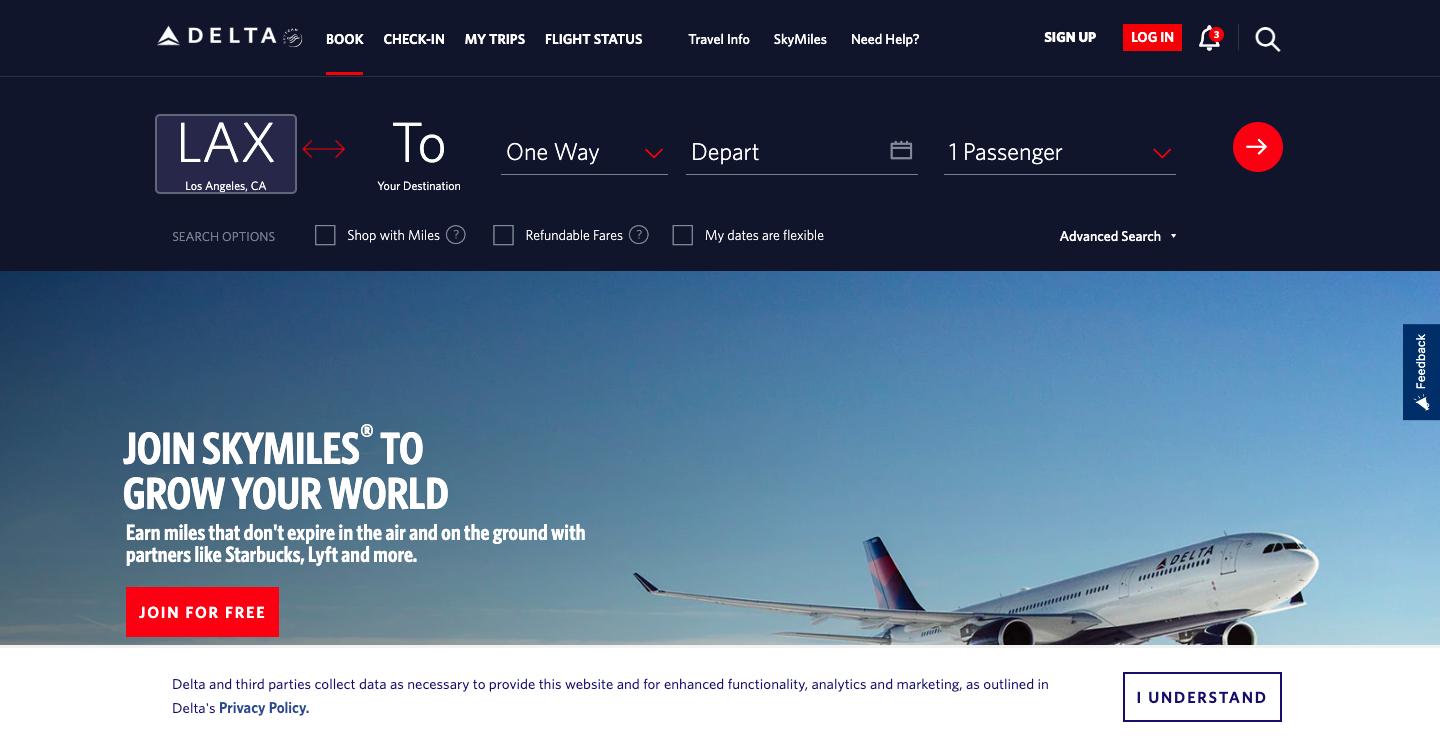 DELTA
BOOK
CHECK-IN
MY TRIPS
FLIGHT STATUS
Travel Info
SkyMiles
Need Help?
SIGN UP
LOG IN
3
LAX
Los Angeles, CA
To
Your Destination
One Way
Depart
1 Passenger
SEARCH OPTIONS
Shop with Miles ?
Refundable Fares ?
My dates are flexible
Advanced Search
Feedback
JOIN SKYMILES® TO
GROW YOUR WORLD
Earn miles that don't expire in the air and on the ground with
partners like Starbucks, Lyft and more.
DELTA
JOIN FOR FREE
Delta and third parties collect data as necessary to provide this website and for enhanced functionality, analytics and marketing, as outlined in
Delta's Privacy Policy.
I UNDERSTAND